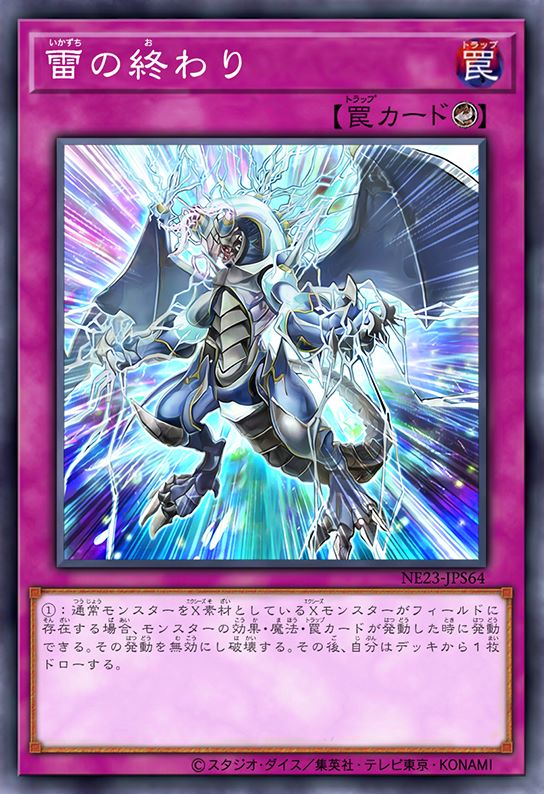 雷の終わり
罠
【罠カード】
NE23-JPS64
①：通常モンスターをX素材としているXモンスターがフィールドに
存在する場合、モンスターの効果・魔法・罠カードが発動した時に発動
できる。その発動を無効にし破壊する。その後、自分はデッキから１枚
ドローする。
©スタジオ・ダイス／集英社・テレビ東京・KONAMI